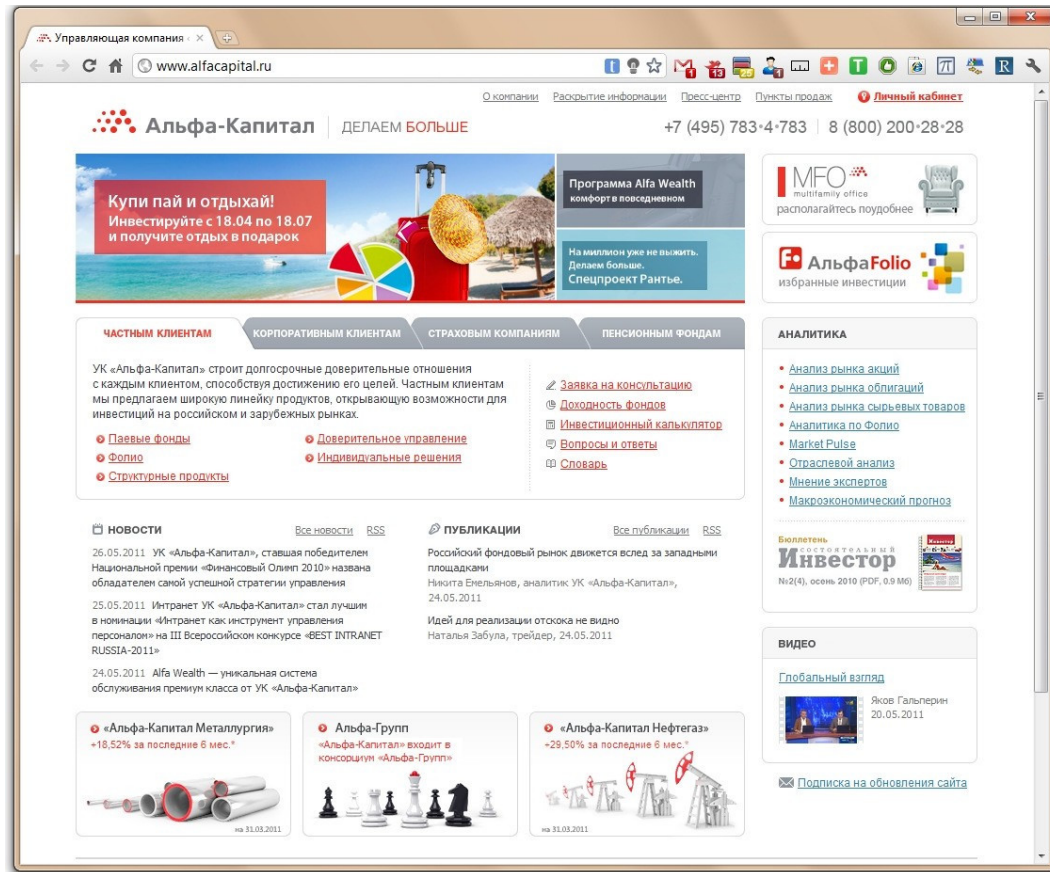 Управляющая компания «
www.alfacapital.ru
О компании Раскрытие информации Пресс-центр Пункты продаж Личный кабинет
Альфа-Капитал ДЕЛАЕМ БОЛЬШЕ
+7 (495) 783•4•783 8 (800) 200•28•28
Купи пай и отдыхай!
Инвестируйте с 18.04 по 18.07
и получите отдых в подарок
Программа Alfa Wealth
комфорт в повседневном
На миллион уже не выжить.
Делаем больше.
Спецпроект Рантье.
MFO
multifamily office
располагайтесь поудобнее
АльфаFolio
избранные инвестиции
ЧАСТНЫМ КЛИЕНТАМ КОРПОРАТИВНЫМ КЛИЕНТАМ СТРАХОВЫМ КОМПАНИЯМ ПЕНСИОННЫМ ФОНДАМ
УК «Альфа-Капитал» строит долгосрочные доверительные отношения
с каждым клиентом, способствуя достижению его целей. Частным клиентам
мы предлагаем широкую линейку продуктов, открывающую возможности для
инвестиций на российском и зарубежных рынках.
Паевые фонды
Фолио
Структурные продукты
Доверительное управление
Индивидуальные решения
Заявка на консультацию
Доходность фондов
Инвестиционный калькулятор
Вопросы и ответы
Словарь
АНАЛИТИКА
Анализ рынка акций
Анализ рынка облигаций
Анализ рынка сырьевых товаров
Аналитика по Фолио
Market Pulse
Отраслевой анализ
Мнение экспертов
Макроэкономический прогноз
Бюллетень
СОСТОЯТЕЛЬНЫЙ
Инвестор
№2(4), осень 2010 (PDF, 0.9 Мб)
НОВОСТИ Все новости RSS
26.05.2011 УК «Альфа-Капитал», ставшая победителем
Национальной премии «Финансовый Олимп 2010» названа
обладателем самой успешной стратегии управления
25.05.2011 Интранет УК «Альфа-Капитал» стал лучшим
в номинации «Интранет как инструмент управления
персоналом» на III Всероссийском конкурсе «BEST INTRANET
RUSSIA-2011»
24.05.2011 Alfa Wealth — уникальная система
обслуживания премиум класса от УК «Альфа-Капитал»
ПУБЛИКАЦИИ Все публикации RSS
Российский фондовый рынок движется вслед за западными
площадками
Никита Емельянов, аналитик УК «Альфа-Капитал»,
24.05.2011
Идей для реализации отскока не видно
Наталья Забула, трейдер, 24.05.2011
ВИДЕО
Глобальный взгляд
Яков Гальперин
20.05.2011
Подписка на обновления сайта
«Альфа-Капитал Металлургия»
+18,52% за последние 6 мес.*
на 31.03.2011
Альфа-Групп
«Альфа-Капитал» входит в
консорциум «Альфа-Групп»
«Альфа-Капитал Нефтегаз»
+29,50% за последние 6 мес.*
на 31.03.2011